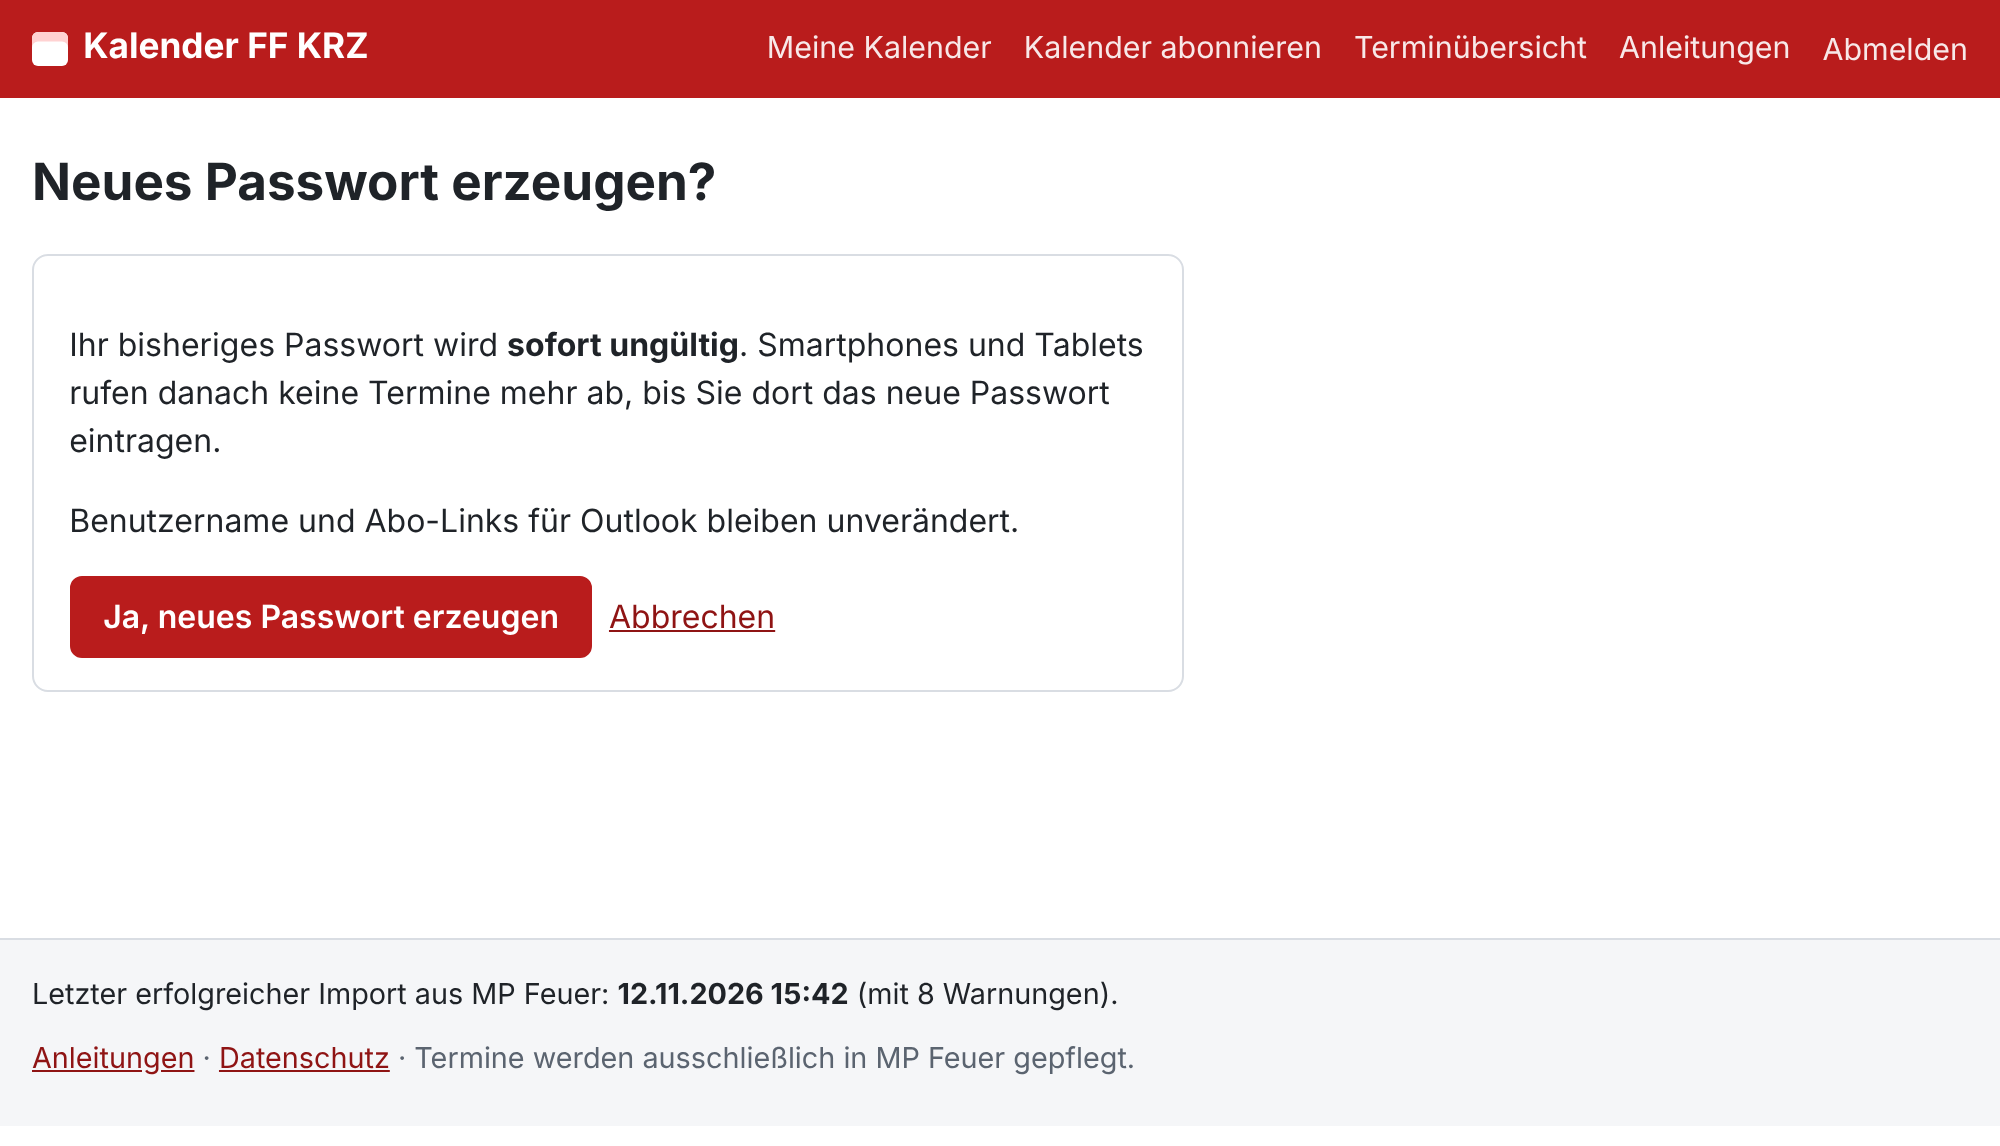 Kalender FF KRZ
Meine Kalender
Kalender abonnieren
Terminübersicht
Anleitungen
Abmelden
Neues Passwort erzeugen?
Ihr bisheriges Passwort wird sofort ungültig. Smartphones und Tablets
rufen danach keine Termine mehr ab, bis Sie dort das neue Passwort
eintragen.
Benutzername und Abo-Links für Outlook bleiben unverändert.
Ja, neues Passwort erzeugen
Abbrechen
Letzter erfolgreicher Import aus MP Feuer: 12.11.2026 15:42 (mit 8 Warnungen).
Anleitungen · Datenschutz · Termine werden ausschließlich in MP Feuer gepflegt.